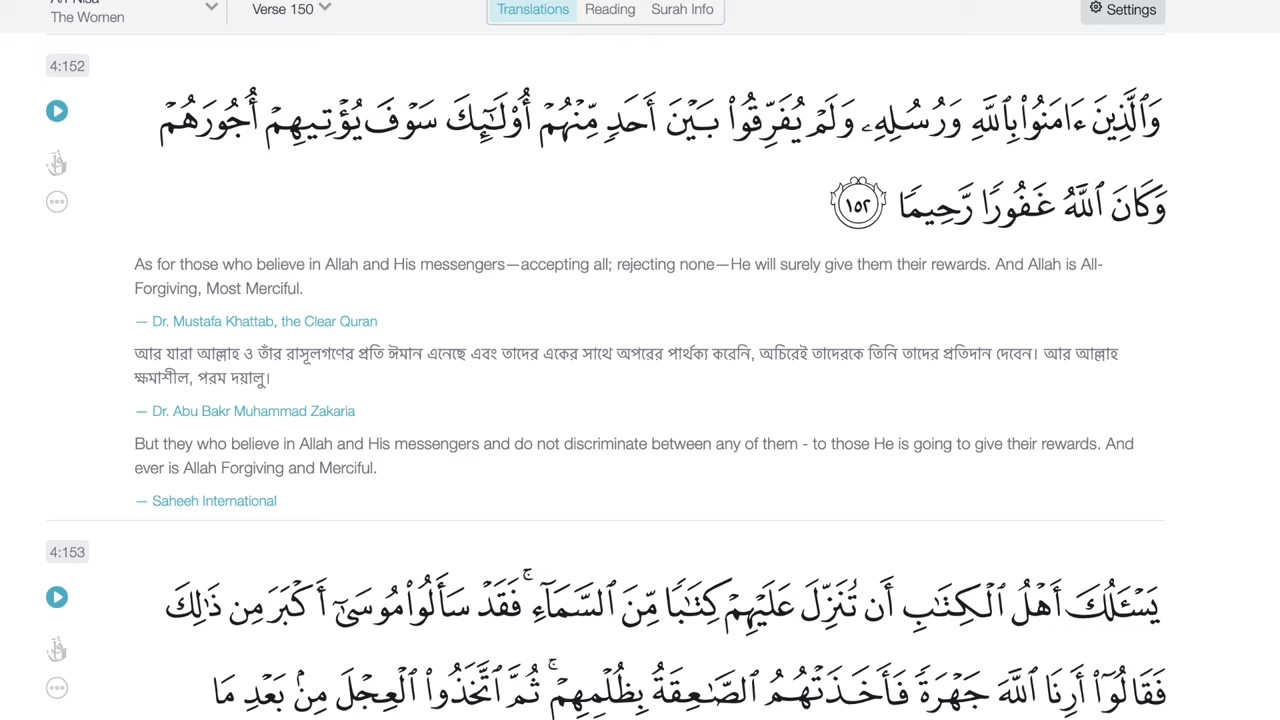 The Women
Verse 150
Translations Reading Surah Info
Settings
4:152
وَٱلَّذِينَ ءَامَنُوا۟ بِٱللَّهِ وَرُسُلِهِۦ وَلَمْ يُفَرِّقُوا۟ بَيْنَ أَحَدٍ مِّنْهُمْ أُو۟لَـٰٓئِكَ سَوْفَ يُؤْتِيهِمْ أُجُورَهُمْ
وَكَانَ ٱللَّهُ غَفُورًا رَّحِيمًا ١٥٢
As for those who believe in Allah and His messengers—accepting all; rejecting none—He will surely give them their rewards. And Allah is All-
Forgiving, Most Merciful.
— Dr. Mustafa Khattab, the Clear Quran
আর যারা আল্লাহ ও তাঁর রাসূলগণের প্রতি ঈমান এনেছে এবং তাদের একের সাথে অপরের পার্থক্য করেনি, অচিরেই তাদেরকে তিনি তাদের প্রতিদান দেবেন। আর আল্লাহ
ক্ষমাশীল, পরম দয়ালু।
— Dr. Abu Bakr Muhammad Zakaria
But they who believe in Allah and His messengers and do not discriminate between any of them - to those He is going to give their rewards. And
ever is Allah Forgiving and Merciful.
— Saheeh International
4:153
يَسْـَٔلُكَ أَهْلُ ٱلْكِتَـٰبِ أَن تُنَزِّلَ عَلَيْهِمْ كِتَـٰبًا مِّنَ ٱلسَّمَآءِ ۚ فَقَدْ سَأَلُوا۟ مُوسَىٰٓ أَكْبَرَ مِن ذَٰلِكَ
فَقَالُوٓا۟ أَرِنَا ٱللَّهَ جَهْرَةً فَأَخَذَتْهُمُ ٱلصَّـٰعِقَةُ بِظُلْمِهِمْ ۚ ثُمَّ ٱتَّخَذُوا۟ ٱلْعِجْلَ مِنۢ بَعْدِ مَا